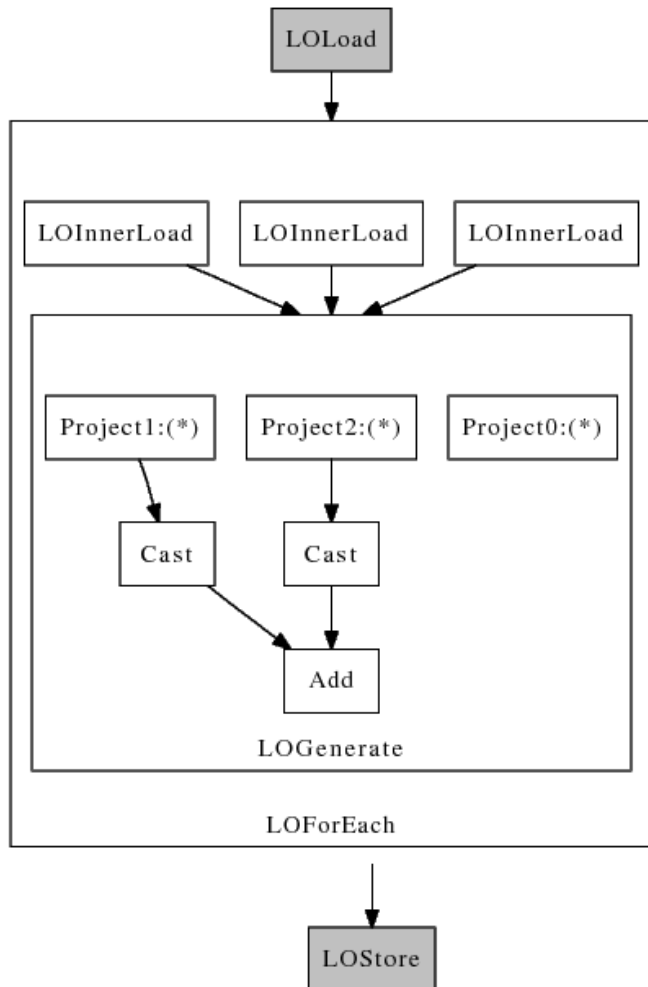 LOLoad
LOInnerLoad LOInnerLoad LOInnerLoad
Project1:(*) Project2:(*) Project0:(*)
Cast Cast
Add
LOGenerate
LOForEach
LOStore